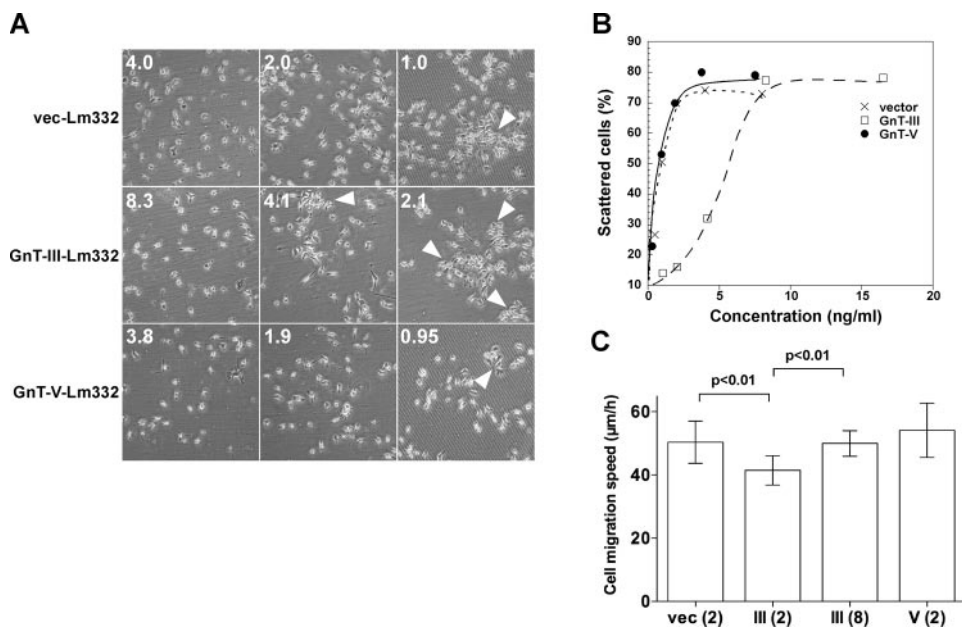 A
4.0 2.0 1.0
vec-Lm332
8.3 4.1 2.1
GnT-III-Lm332
3.8 1.9 0.95
GnT-V-Lm332
B
90
80
70
60
50
40
30
20
10
0 5 10 15 20
Scattered cells (%)
Concentration (ng/ml)
vector
GnT-III
GnT-V
C
p<0.01
p<0.01
60
40
20
0
Cell migration speed (μm/h)
vec (2) III (2) III (8) V (2)